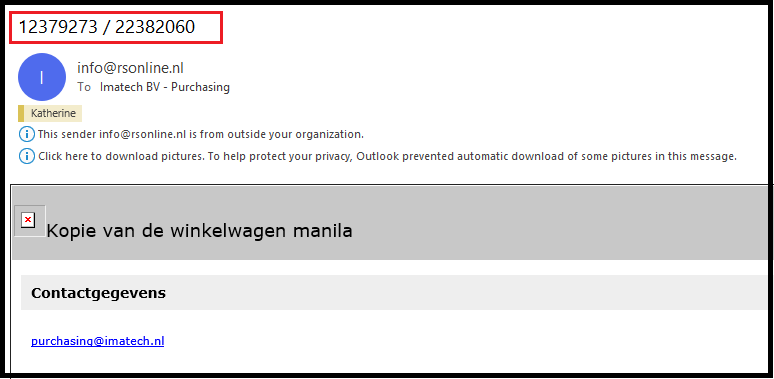 12379273 / 22382060
I
info@rsonline.nl
To Imatech BV - Purchasing
Katherine
This sender info@rsonline.nl is from outside your organization.
Click here to download pictures. To help protect your privacy, Outlook prevented automatic download of some pictures in this message.
Kopie van de winkelwagen manila
Contactgegevens
purchasing@imatech.nl